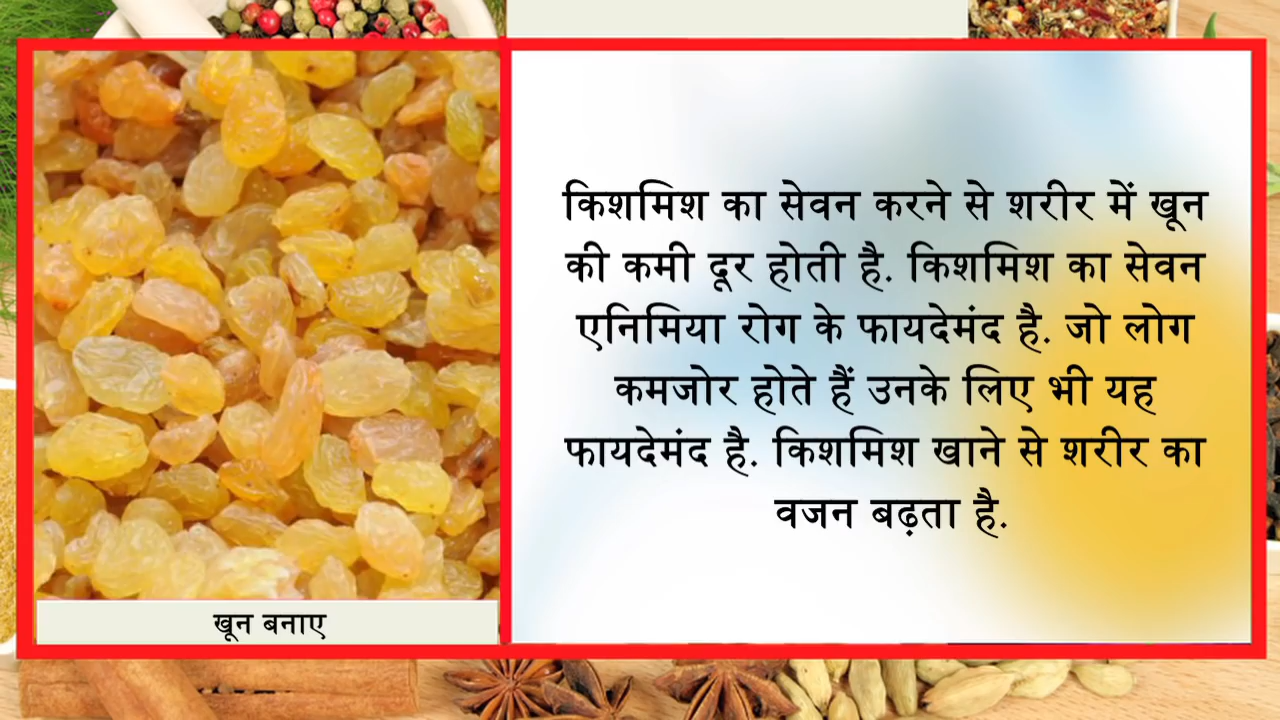 किशमिश का सेवन करने से शरीर में खून
की कमी दूर होती है. किशमिश का सेवन
एनिमिया रोग के फायदेमंद है. जो लोग
कमजोर होते हैं उनके लिए भी यह
फायदेमंद है. किशमिश खाने से शरीर का
वजन बढ़ता है.
खून बनाए